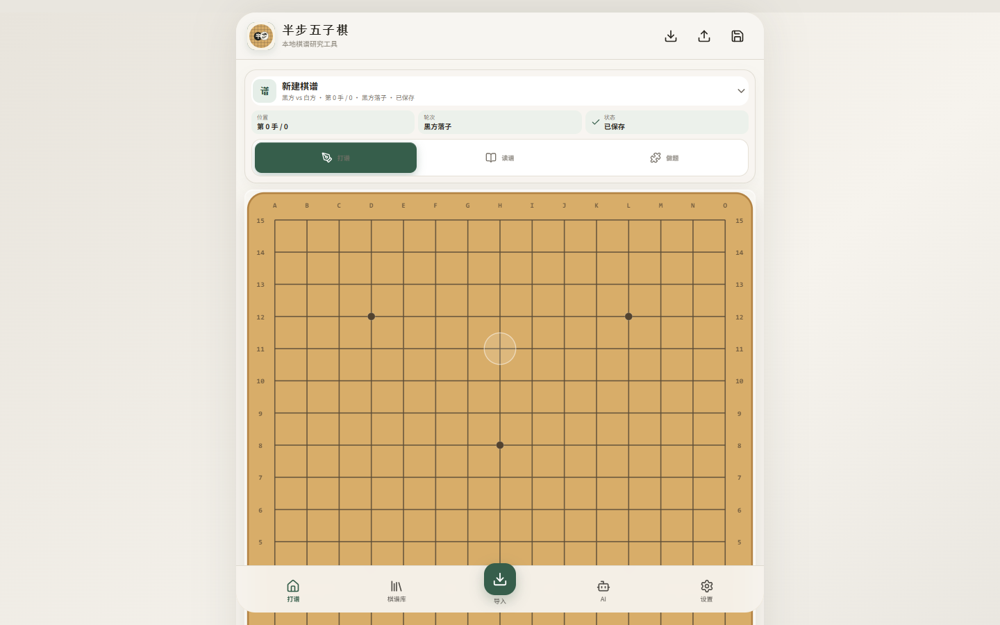 半步五子棋
本地棋谱研究工具
谱
新建棋谱
黑方 vs 白方 · 第 0 手 / 0 · 黑方落子 · 已保存
位置
第 0 手 / 0
轮次
黑方落子
状态
已保存
打谱
读谱
做题
A B C D E F G H I J K L M N O
15 15
14 14
13 13
12 12
11 11
10 10
9 9
8 8
7 7
6 6
5 5
打谱
棋谱库
导入
AI
设置